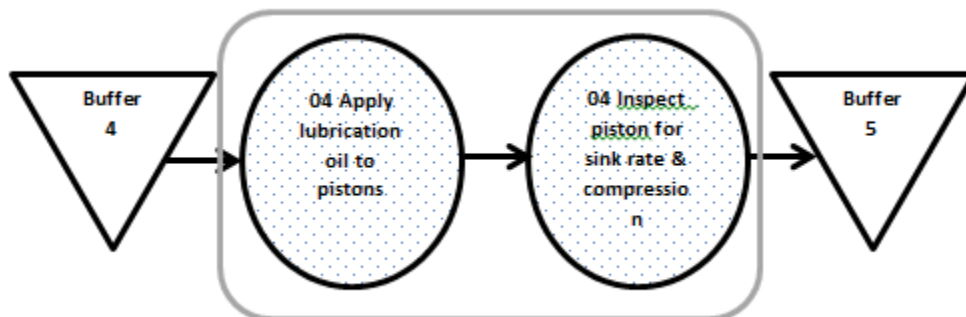 Buffer
4
04 Apply
lubrication
oil to
pistons
04 Inspect
piston for
sink rate &
compressio
n
Buffer
5